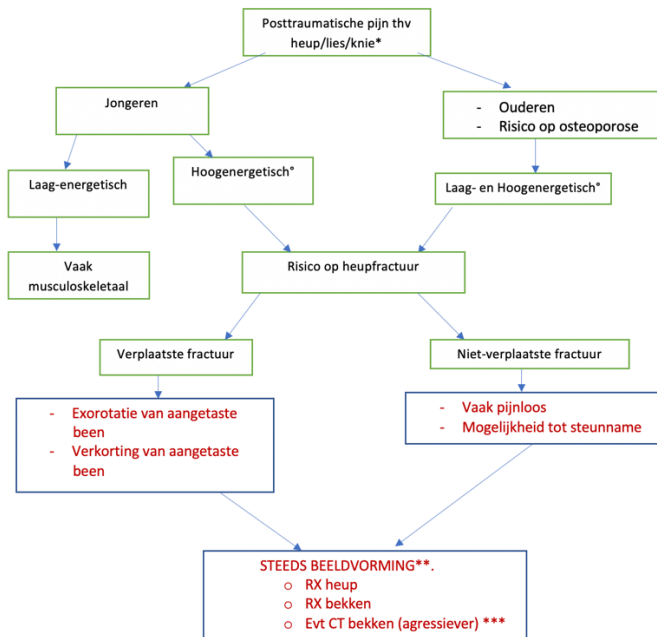 Posttraumatische pijn thv
heup/lies/knie*
Jongeren
- Ouderen
- Risico op osteoporose
Laag-energetisch
Hoogenergetisch°
Laag- en Hoogenergetisch°
Vaak
musculoskeletaal
Risico op heupfractuur
Verplaatste fractuur
Niet-verplaatste fractuur
- Exorotatie van aangetaste
been
- Verkorting van aangetaste
been
- Vaak pijnloos
- Mogelijkheid tot steunname
STEEDS BEELDVORMING**.
o RX heup
o RX bekken
o Evt CT bekken (agressiever) ***